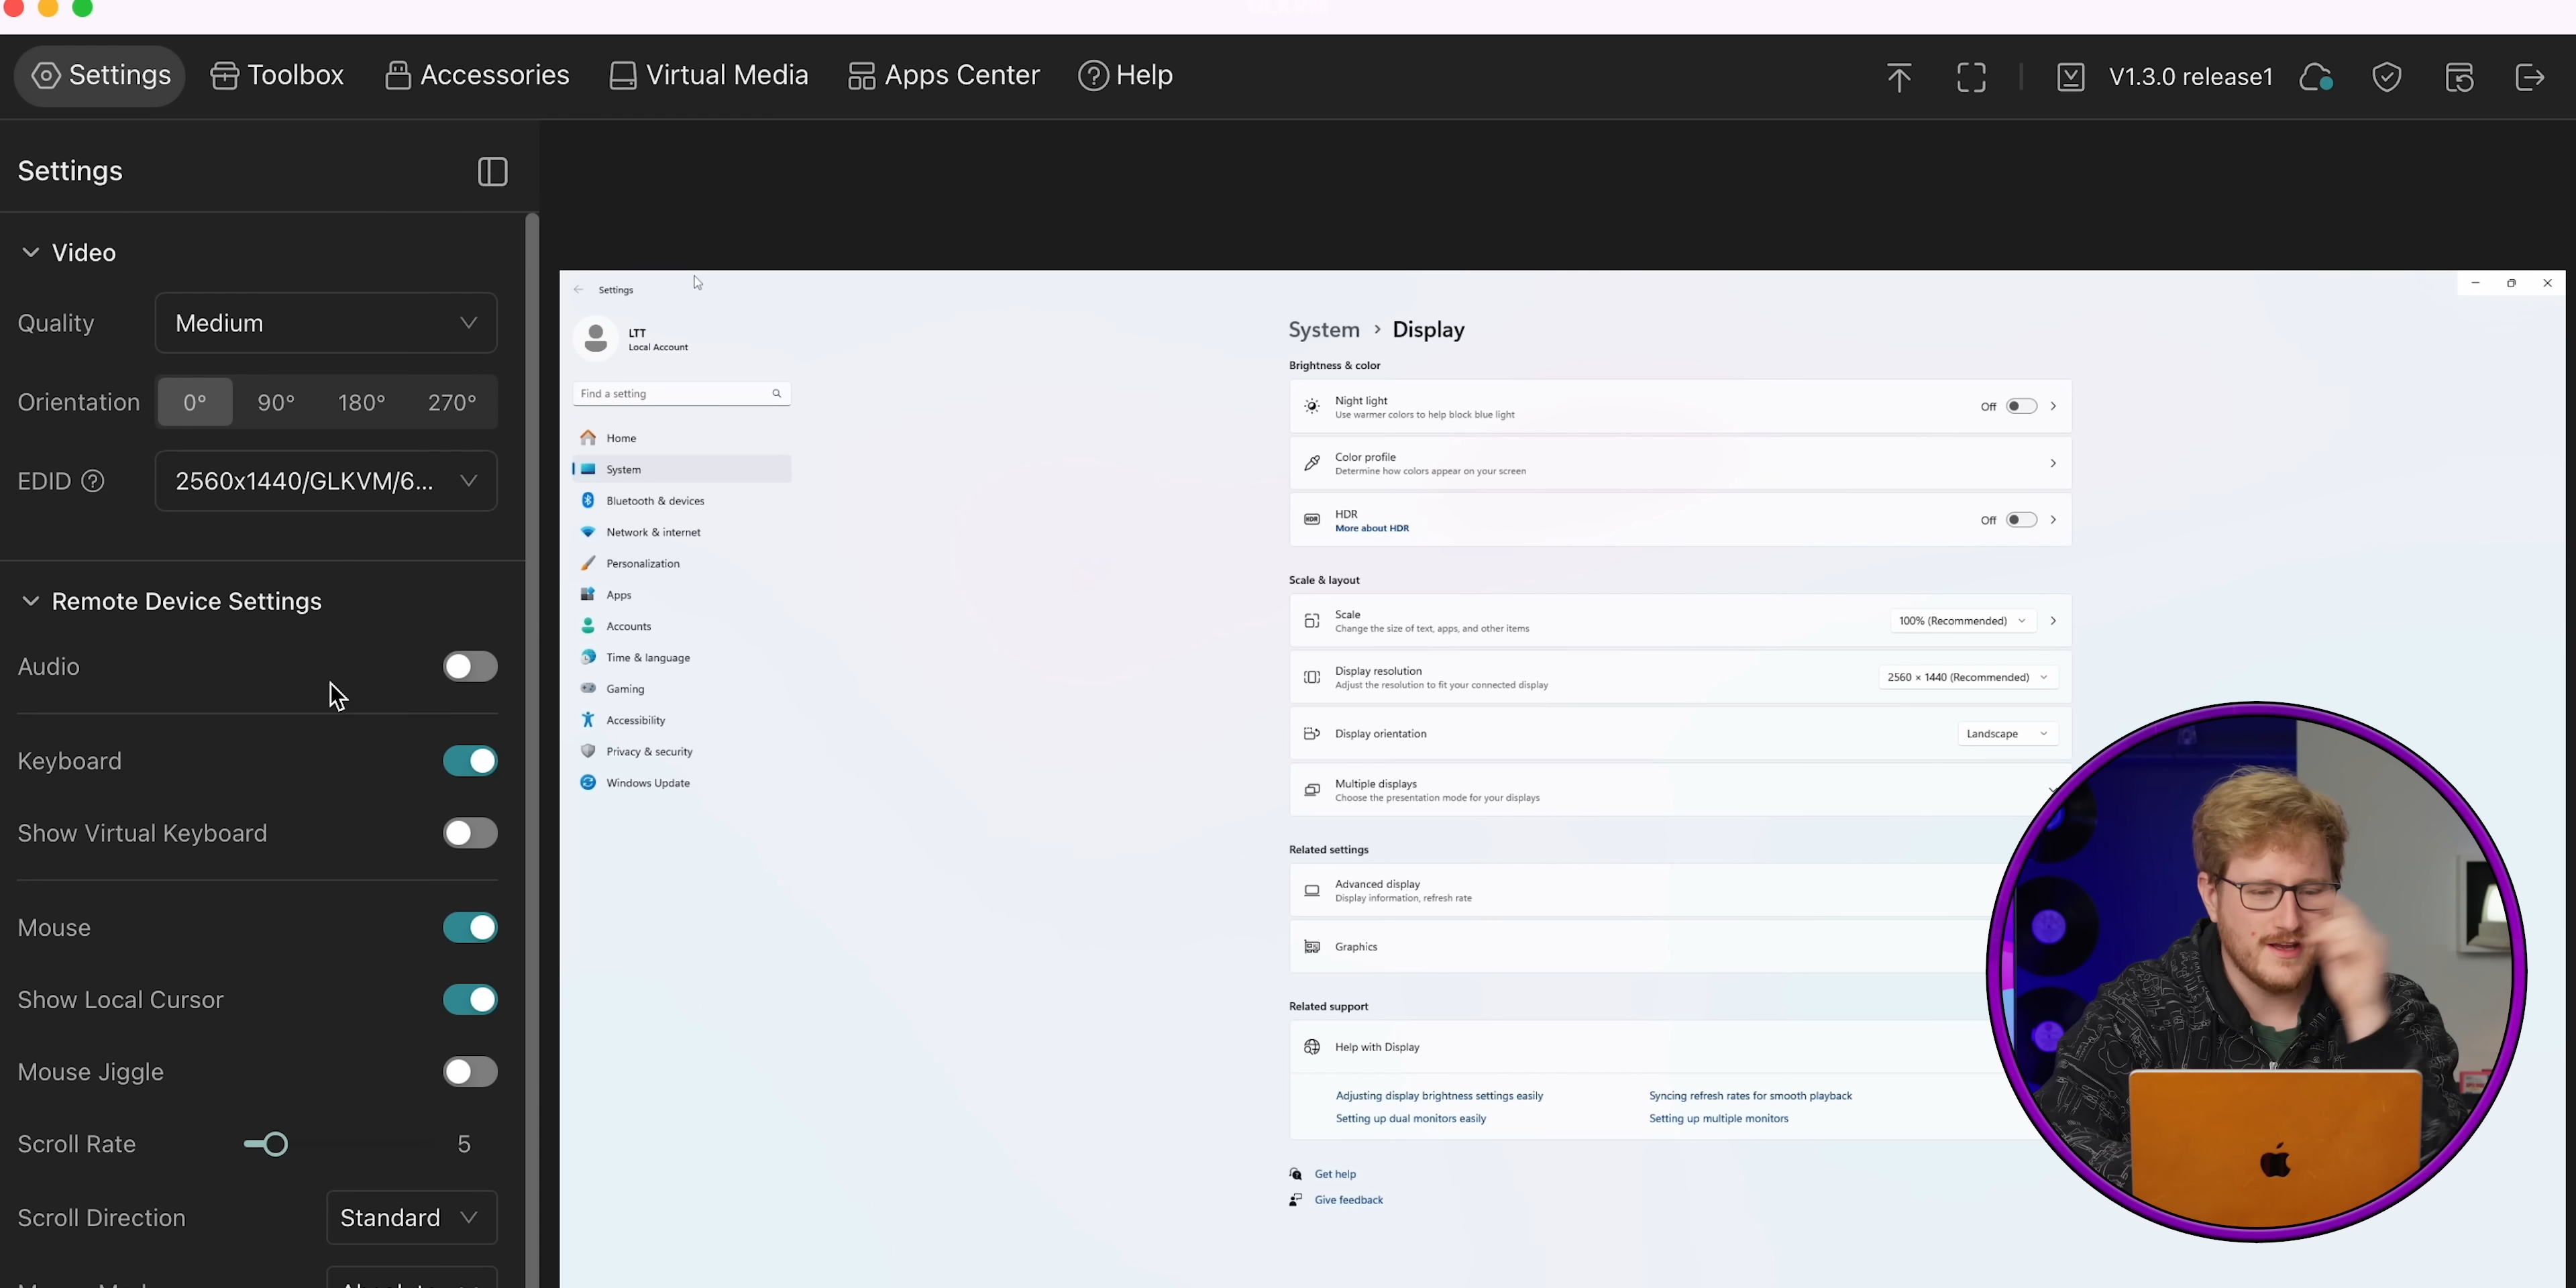 Settings
Toolbox
Accessories
Virtual Media
Apps Center
Help
V1.3.0 release1
Settings
Video
Quality
Medium
Orientation
0°
90°
180°
270°
EDID
2560x1440/GLKVM/6...
Remote Device Settings
Audio
Keyboard
Show Virtual Keyboard
Mouse
Show Local Cursor
Mouse Jiggle
Scroll Rate
5
Scroll Direction
Standard
Settings
LTT
Local Account
Find a setting
Home
System
Bluetooth & devices
Network & internet
Personalization
Apps
Accounts
Time & language
Gaming
Accessibility
Privacy & security
Windows Update
System > Display
Brightness & color
Night light
Use warmer colors to help block blue light
Off
Color profile
Determine how colors appear on your screen
HDR
More about HDR
Off
Scale & layout
Scale
Change the size of text, apps, and other items
100% (Recommended)
Display resolution
Adjust the resolution to fit your connected display
2560 × 1440 (Recommended)
Display orientation
Landscape
Multiple displays
Choose the presentation mode for your displays
Related settings
Advanced display
Display information, refresh rate
Graphics
Related support
Help with Display
Adjusting display brightness settings easily
Syncing refresh rates for smooth playback
Setting up dual monitors easily
Setting up multiple monitors
Get help
Give feedback